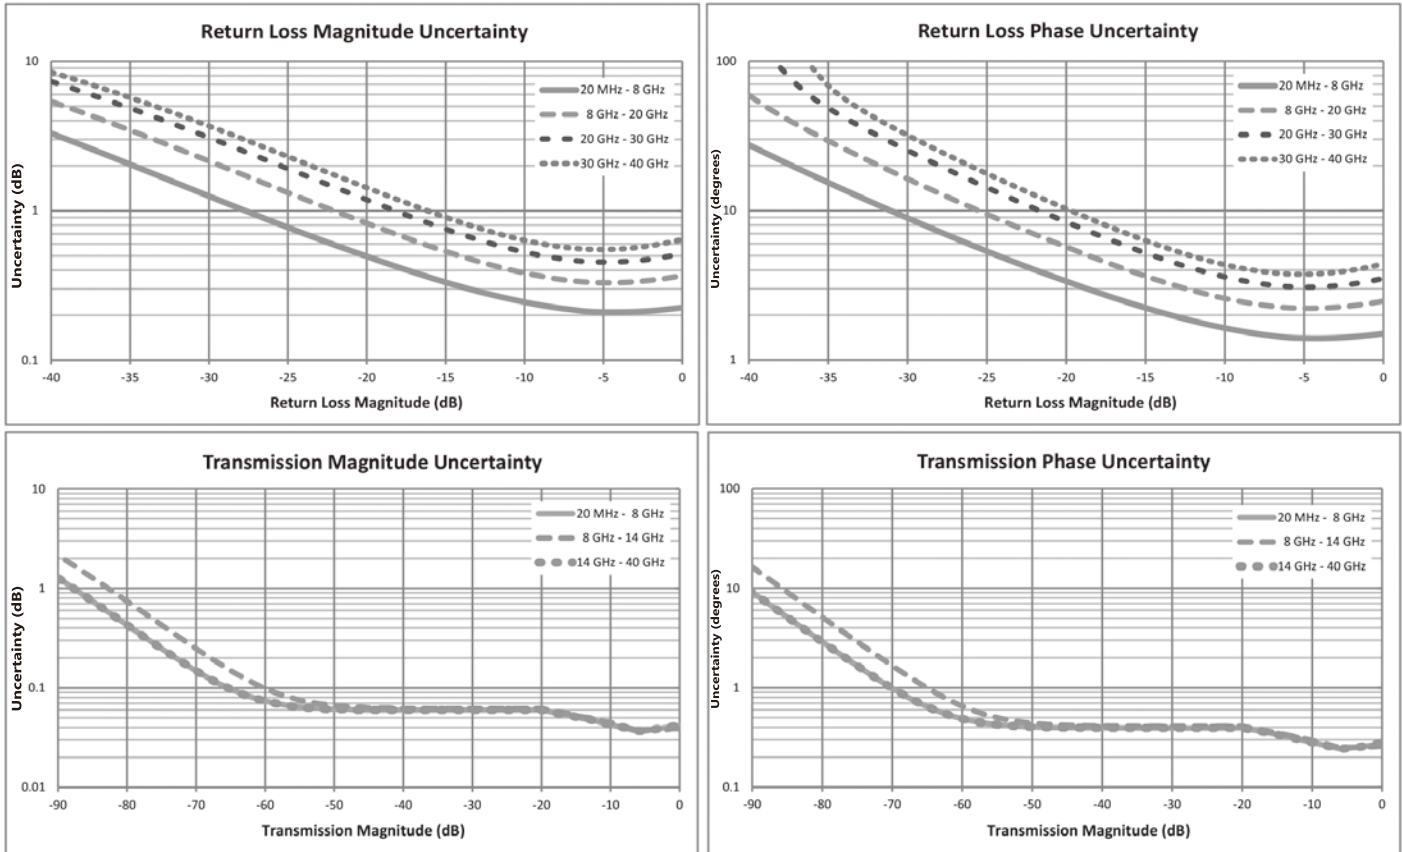 Return Loss Magnitude Uncertainty
10
1
0.1
Uncertainty (dB)
20 MHz - 8 GHz
8 GHz - 20 GHz
20 GHz - 30 GHz
30 GHz - 40 GHz
-40 -35 -30 -25 -20 -15 -10 -5 0
Return Loss Magnitude (dB)
Return Loss Phase Uncertainty
100
10
1
Uncertainty (degrees)
20 MHz - 8 GHz
8 GHz - 20 GHz
20 GHz - 30 GHz
30 GHz - 40 GHz
-40 -35 -30 -25 -20 -15 -10 -5 0
Return Loss Magnitude (dB)
Transmission Magnitude Uncertainty
10
1
0.1
0.01
Uncertainty (dB)
20 MHz - 8 GHz
8 GHz - 14 GHz
14 GHz - 40 GHz
-90 -80 -70 -60 -50 -40 -30 -20 -10 0
Transmission Magnitude (dB)
Transmission Phase Uncertainty
100
10
1
0.1
Uncertainty (degrees)
20 MHz - 8 GHz
8 GHz - 14 GHz
14 GHz - 40 GHz
-90 -80 -70 -60 -50 -40 -30 -20 -10 0
Transmission Magnitude (dB)